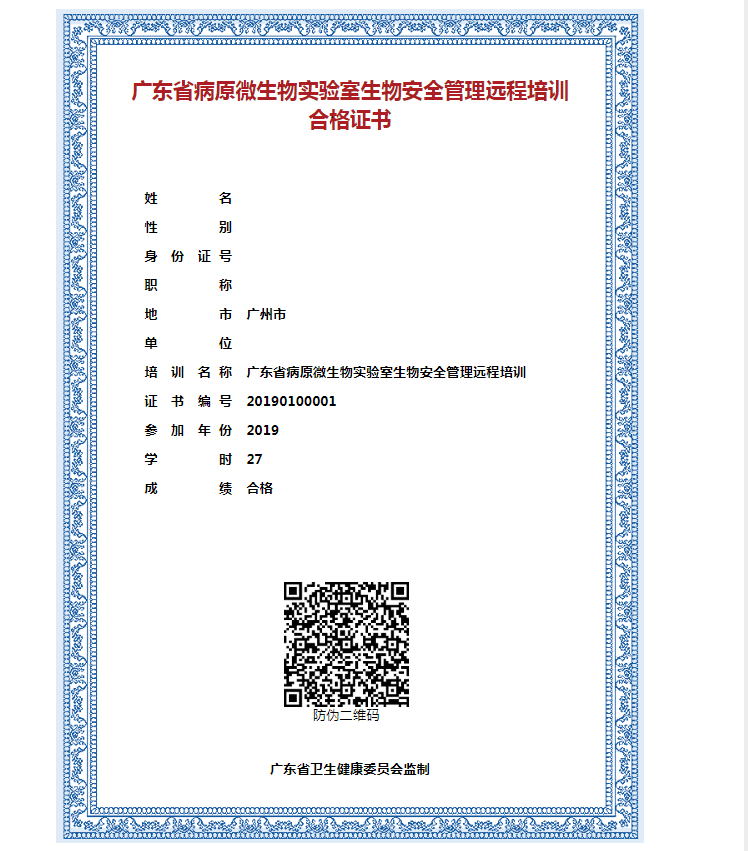 广东省病原微生物实验室生物安全管理远程培训
合格证书
姓名
性别
身份证号
职称
地市 广州市
单位
培训名称 广东省病原微生物实验室生物安全管理远程培训
证书编号 20190100001
参加年份 2019
学时 27
成绩 合格
防伪二维码
广东省卫生健康委员会监制